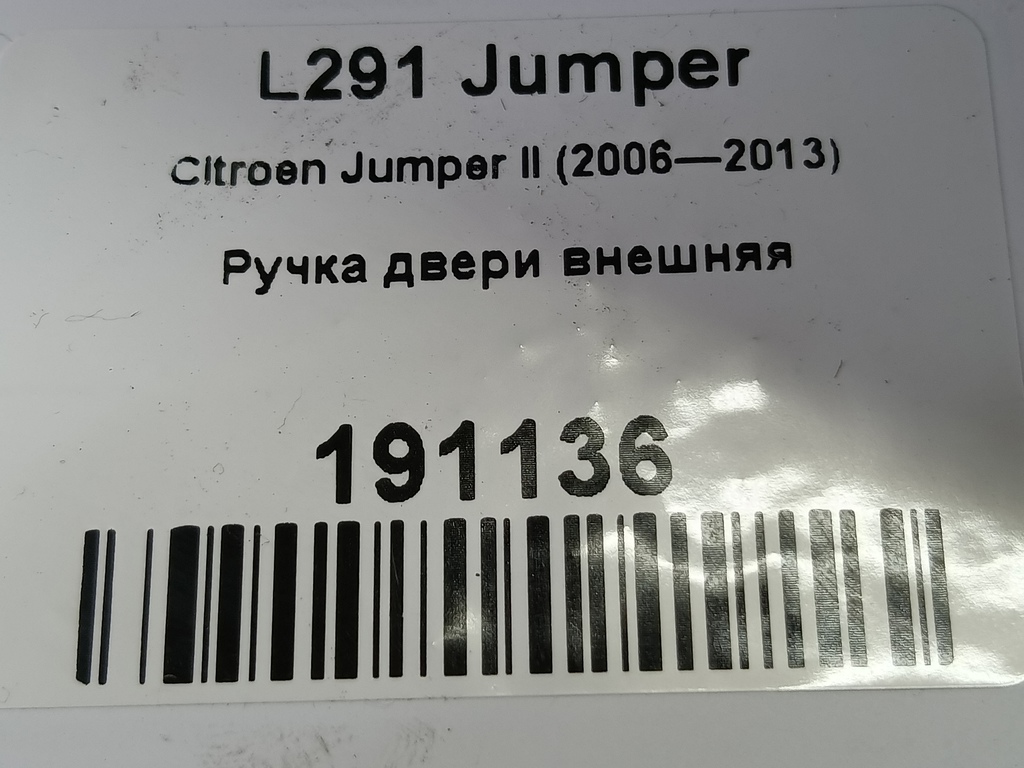 L291 Jumper
Citroen Jumper II (2006—2013)
Ручка двери внешняя
191136